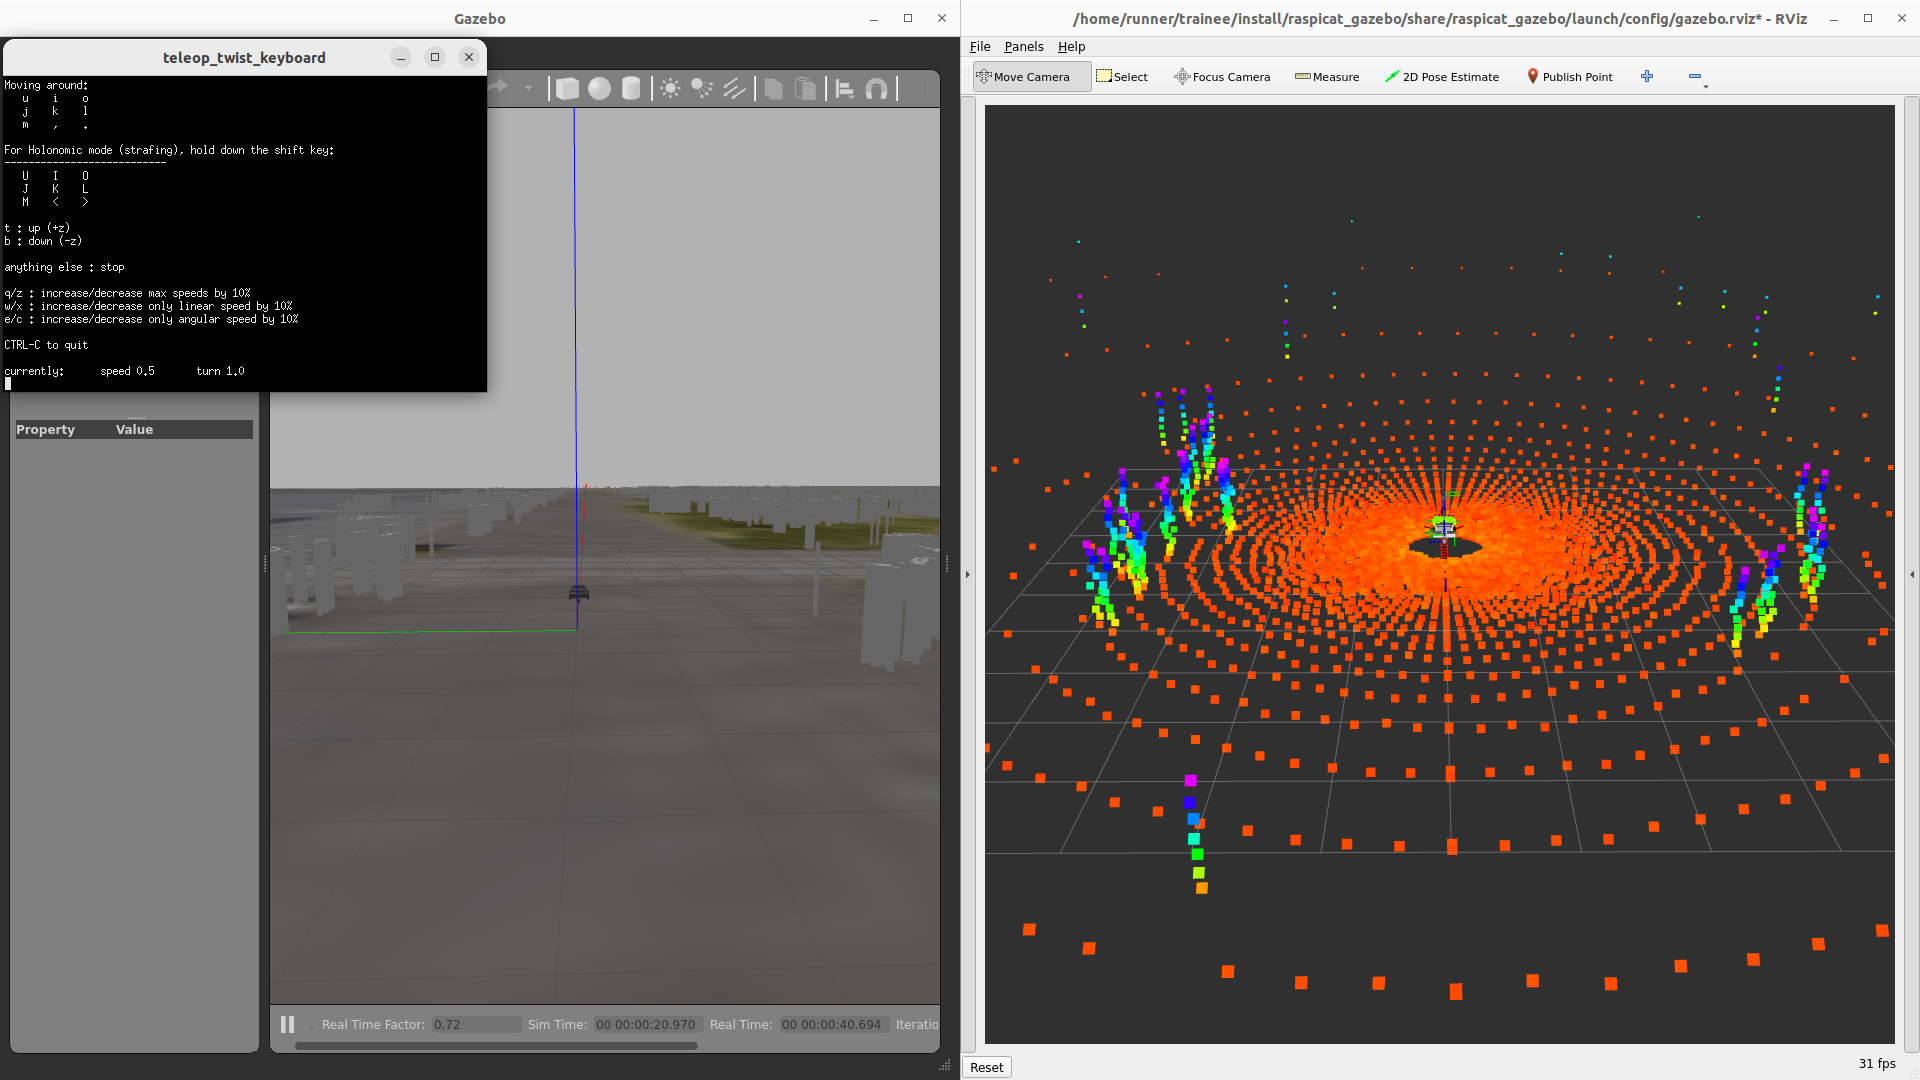 Gazebo
teleop_twist_keyboard
Moving around:
u i o
j k l
m , .
For Holonomic mode (strafing), hold down the shift key:
---------------------------
U I O
J K L
M < >
t : up (+z)
b : down (-z)
anything else : stop
q/z : increase/decrease max speeds by 10%
w/x : increase/decrease only linear speed by 10%
e/c : increase/decrease only angular speed by 10%
CTRL-C to quit
currently: speed 0.5 turn 1.0
Property Value
Real Time Factor: 0.72 Sim Time: 00 00:00:20.970 Real Time: 00 00:00:40.694 Iteratio
/home/runner/trainee/install/raspicat_gazebo/share/raspicat_gazebo/launch/config/gazebo.rviz* - RViz
File Panels Help
Move Camera Select Focus Camera Measure 2D Pose Estimate Publish Point
Reset
31 fps